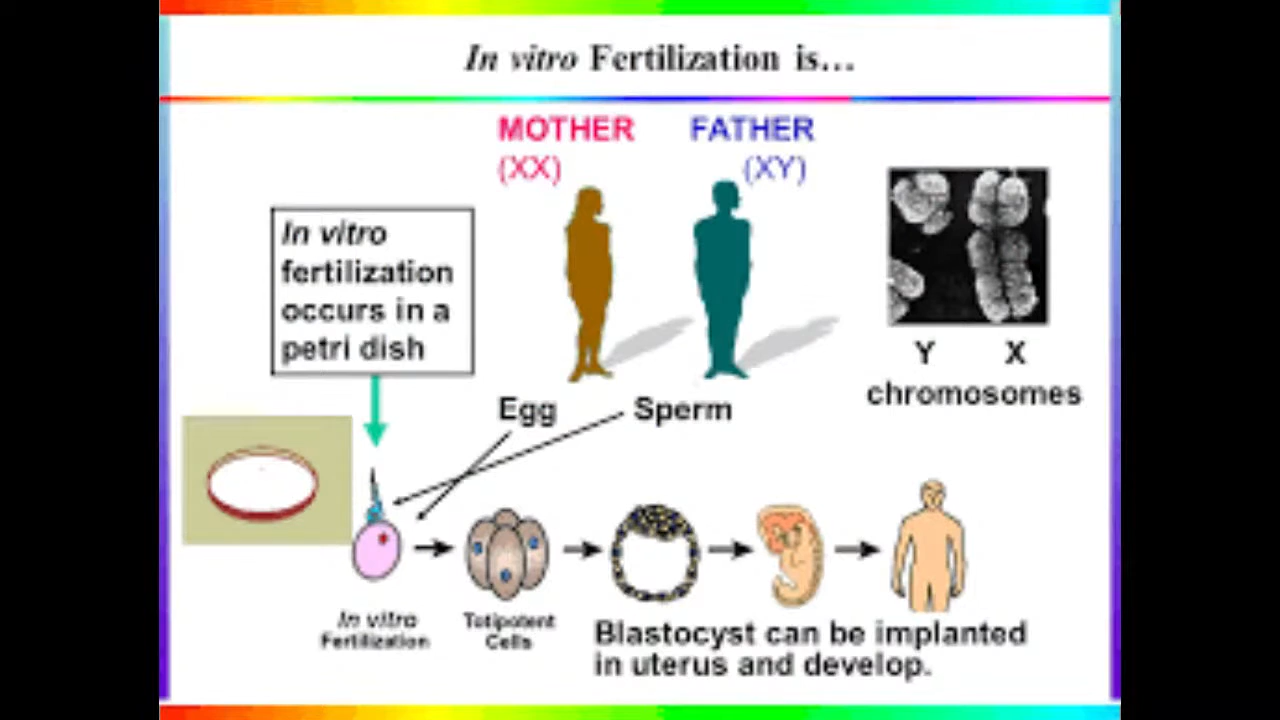 In vitro Fertilization is...
MOTHER
(XX)
FATHER
(XY)
In vitro
fertilization
occurs in a
petri dish
Y X
chromosomes
Egg
Sperm
In vitro
Fertilization
Totipotent
Cells
Blastocyst can be implanted
in uterus and develop.